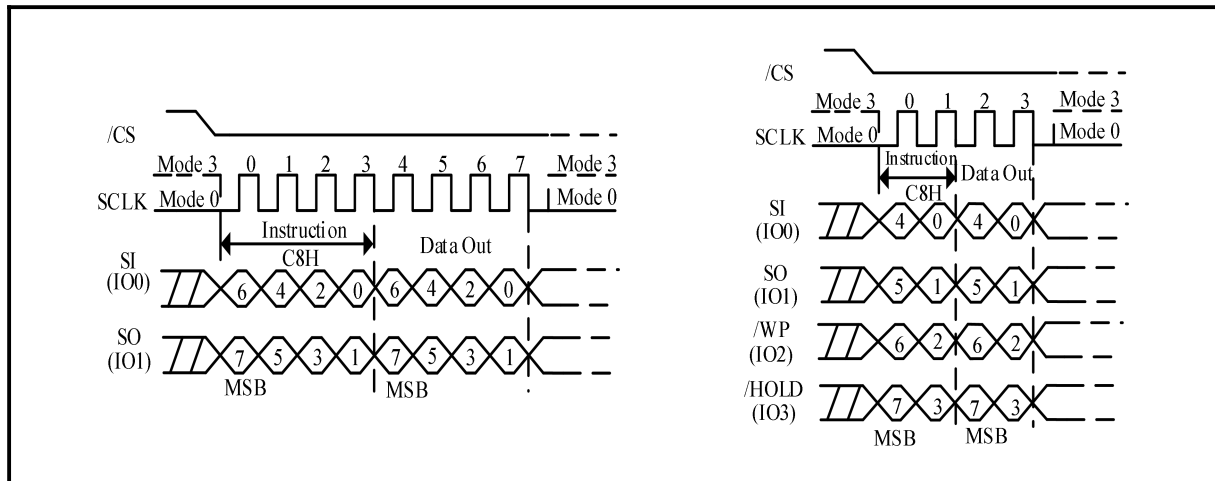 /CS
Mode 3 0 1 2 3 4 5 6 7 Mode 3
SCLK Mode 0 Mode 0
Instruction
C8H
Data Out
SI
(IO0)
6 4 2 0 6 4 2 0
SO
(IO1)
7 5 3 1 7 5 3 1
MSB MSB
/CS
Mode 3 0 1 2 3 Mode 3
SCLK Mode 0 Mode 0
Instruction
C8H
Data Out
SI
(IO0)
4 0 4 0
SO
(IO1)
5 1 5 1
/WP
(IO2)
6 2 6 2
/HOLD
(IO3)
7 3 7 3
MSB MSB